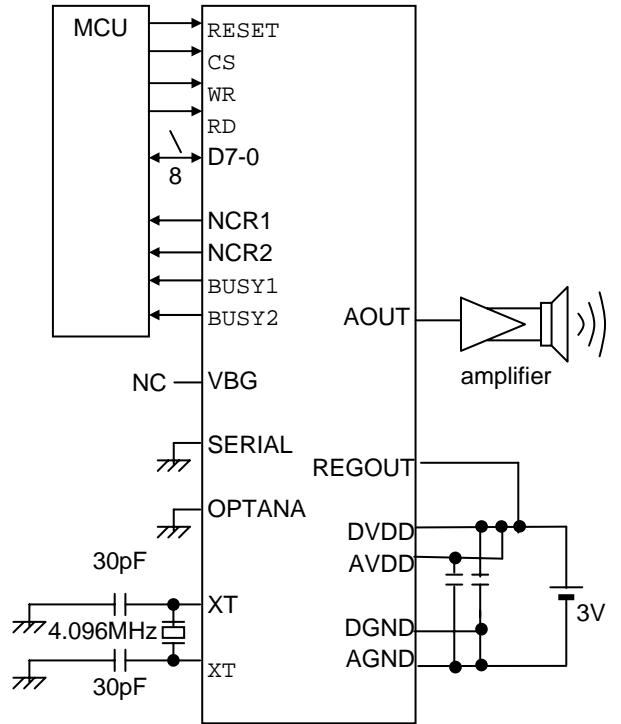 MCU
RESET
CS
WR
RD
D7-0
8
NCR1
NCR2
BUSY1
BUSY2
AOUT
amplifier
NC
VBG
SERIAL
REGOUT
OPTANA
DVDD
AVDD
30pF
XT
3V
4.096MHz
DGND
AGND
XT
30pF